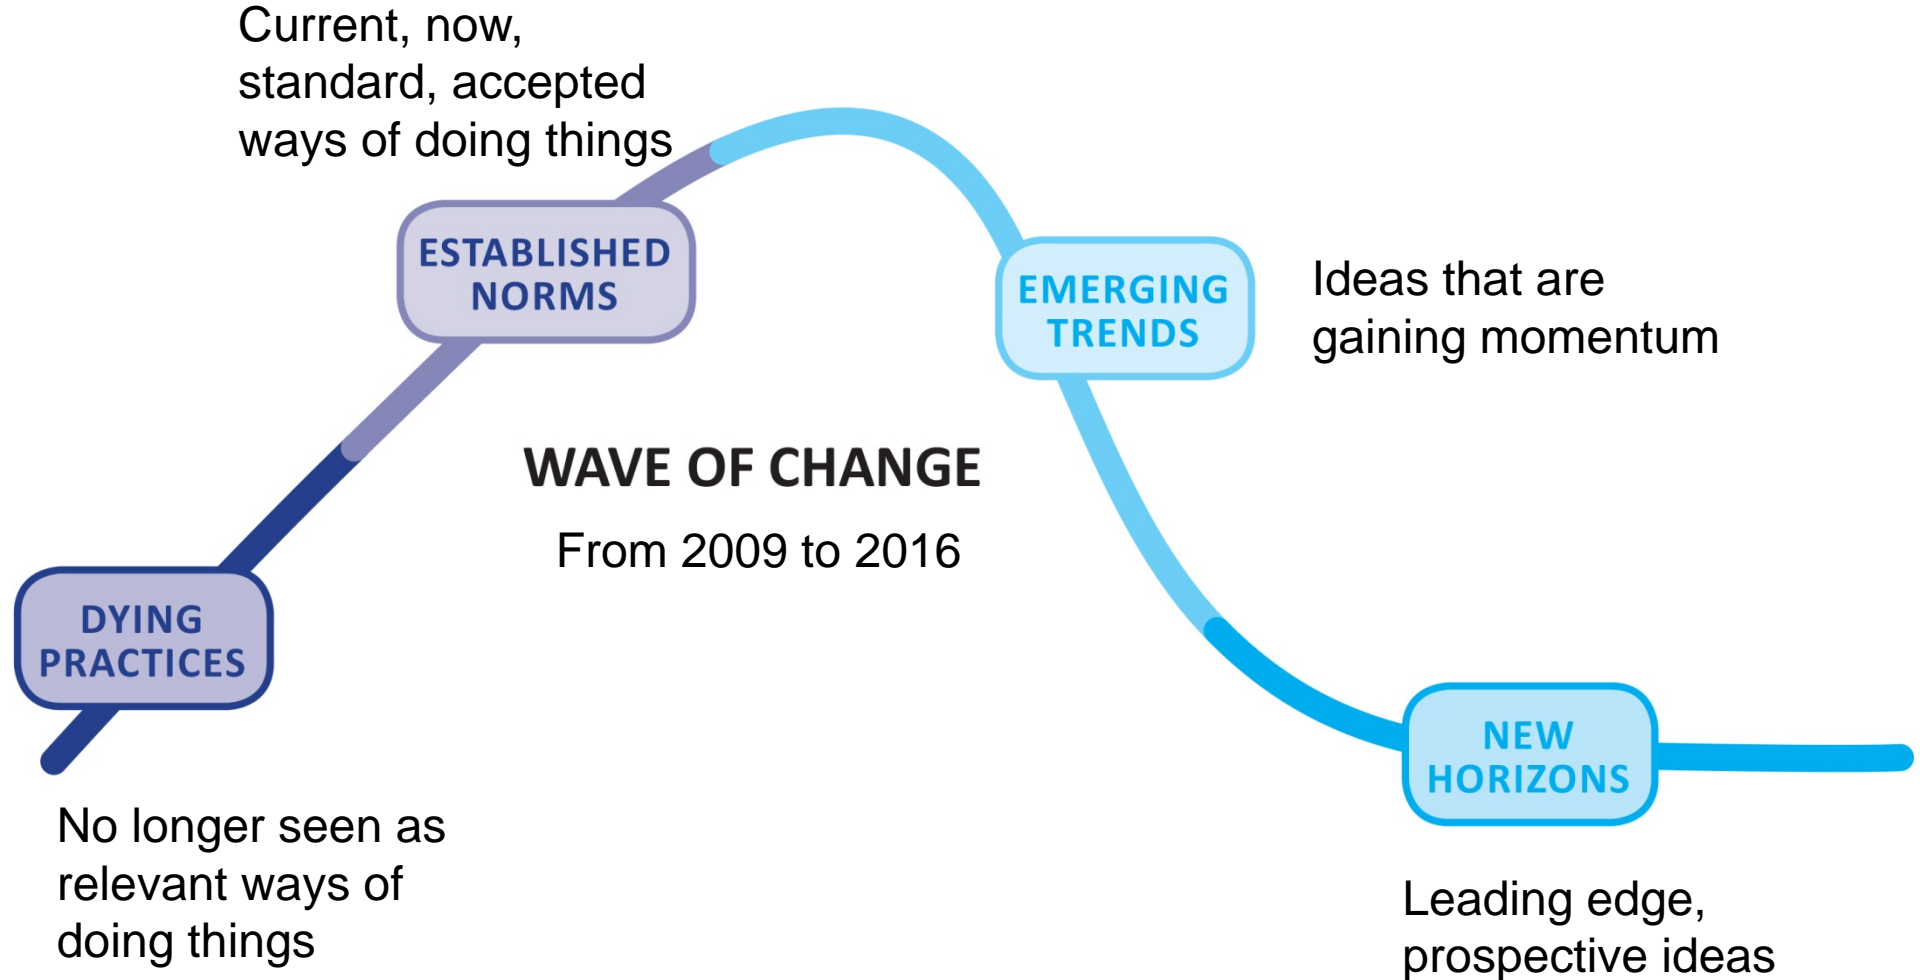 Current, now,
standard, accepted
ways of doing things
ESTABLISHED
NORMS
EMERGING
TRENDS
Ideas that are
gaining momentum
WAVE OF CHANGE
From 2009 to 2016
DYING
PRACTICES
No longer seen as
relevant ways of
doing things
NEW
HORIZONS
Leading edge,
prospective ideas